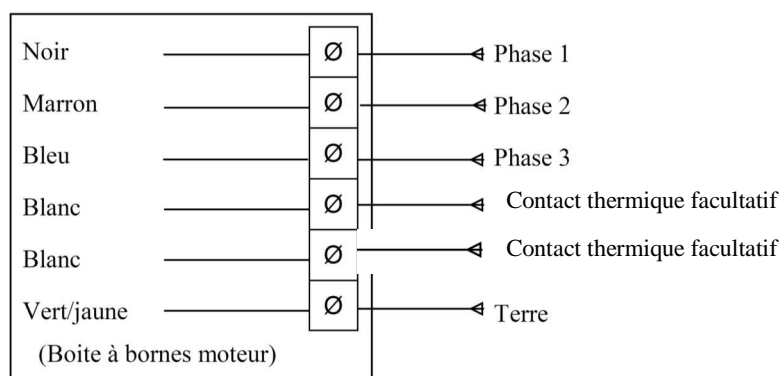 Noir Ø Phase 1
Marron Ø Phase 2
Bleu Ø Phase 3
Blanc Ø Contact thermique facultatif
Blanc Ø Contact thermique facultatif
Vert/jaune Ø Terre
(Boite à bornes moteur)